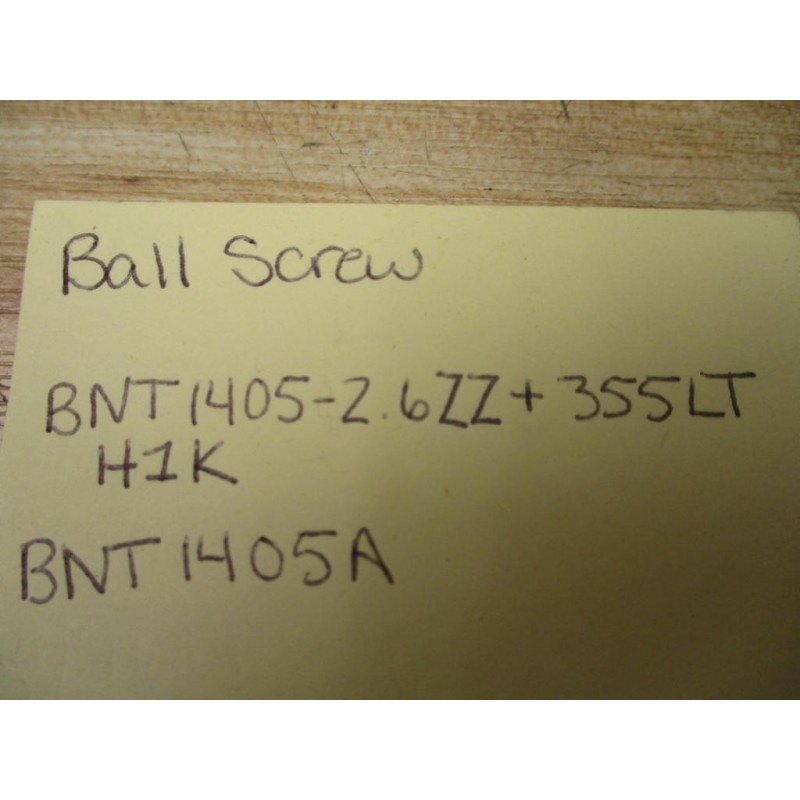 Ball Screw
BNT1405-2.6ZZ+355LT
H1K
BNT1405A